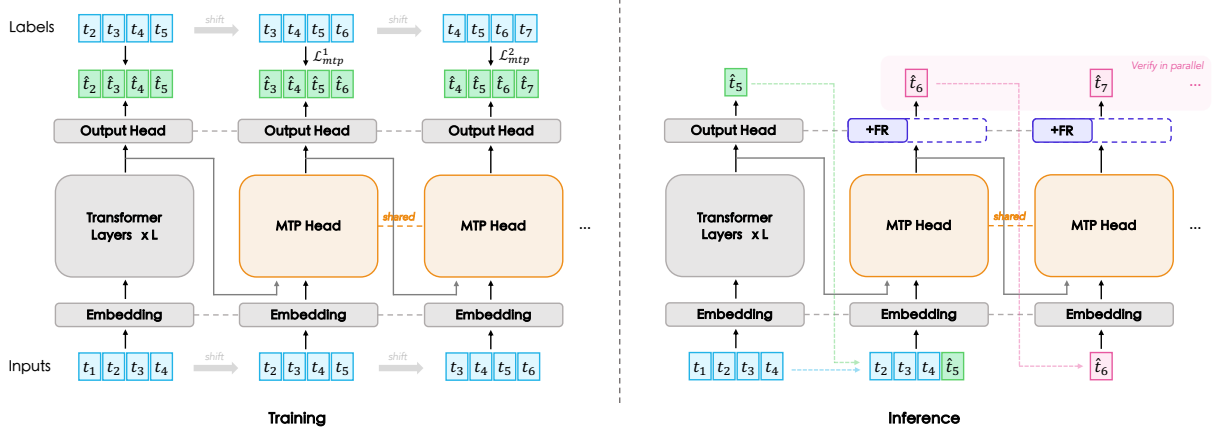 Labels
t₂ t₃ t₄ t₅
shift
t₃ t₄ t₅ t₆
shift
t₄ t₅ t₆ t₇
ℒ¹ₘₜₚ
ℒ²ₘₜₚ
t̂₂ t̂₃ t̂₄ t̂₅
t̂₃ t̂₄ t̂₅ t̂₆
t̂₄ t̂₅ t̂₆ t̂₇
Output Head
Output Head
Output Head
Transformer
Layers x L
MTP Head
shared
MTP Head
...
Embedding
Embedding
Embedding
Inputs
t₁ t₂ t₃ t₄
shift
t₂ t₃ t₄ t₅
shift
t₃ t₄ t₅ t₆
Training
Verify in parallel
t̂₅
t̂₆
t̂₇
...
Output Head
+FR
+FR
Transformer
Layers x L
MTP Head
shared
MTP Head
...
Embedding
Embedding
Embedding
t₁ t₂ t₃ t₄
t₂ t₃ t₄ t̂₅
t̂₆
Inference